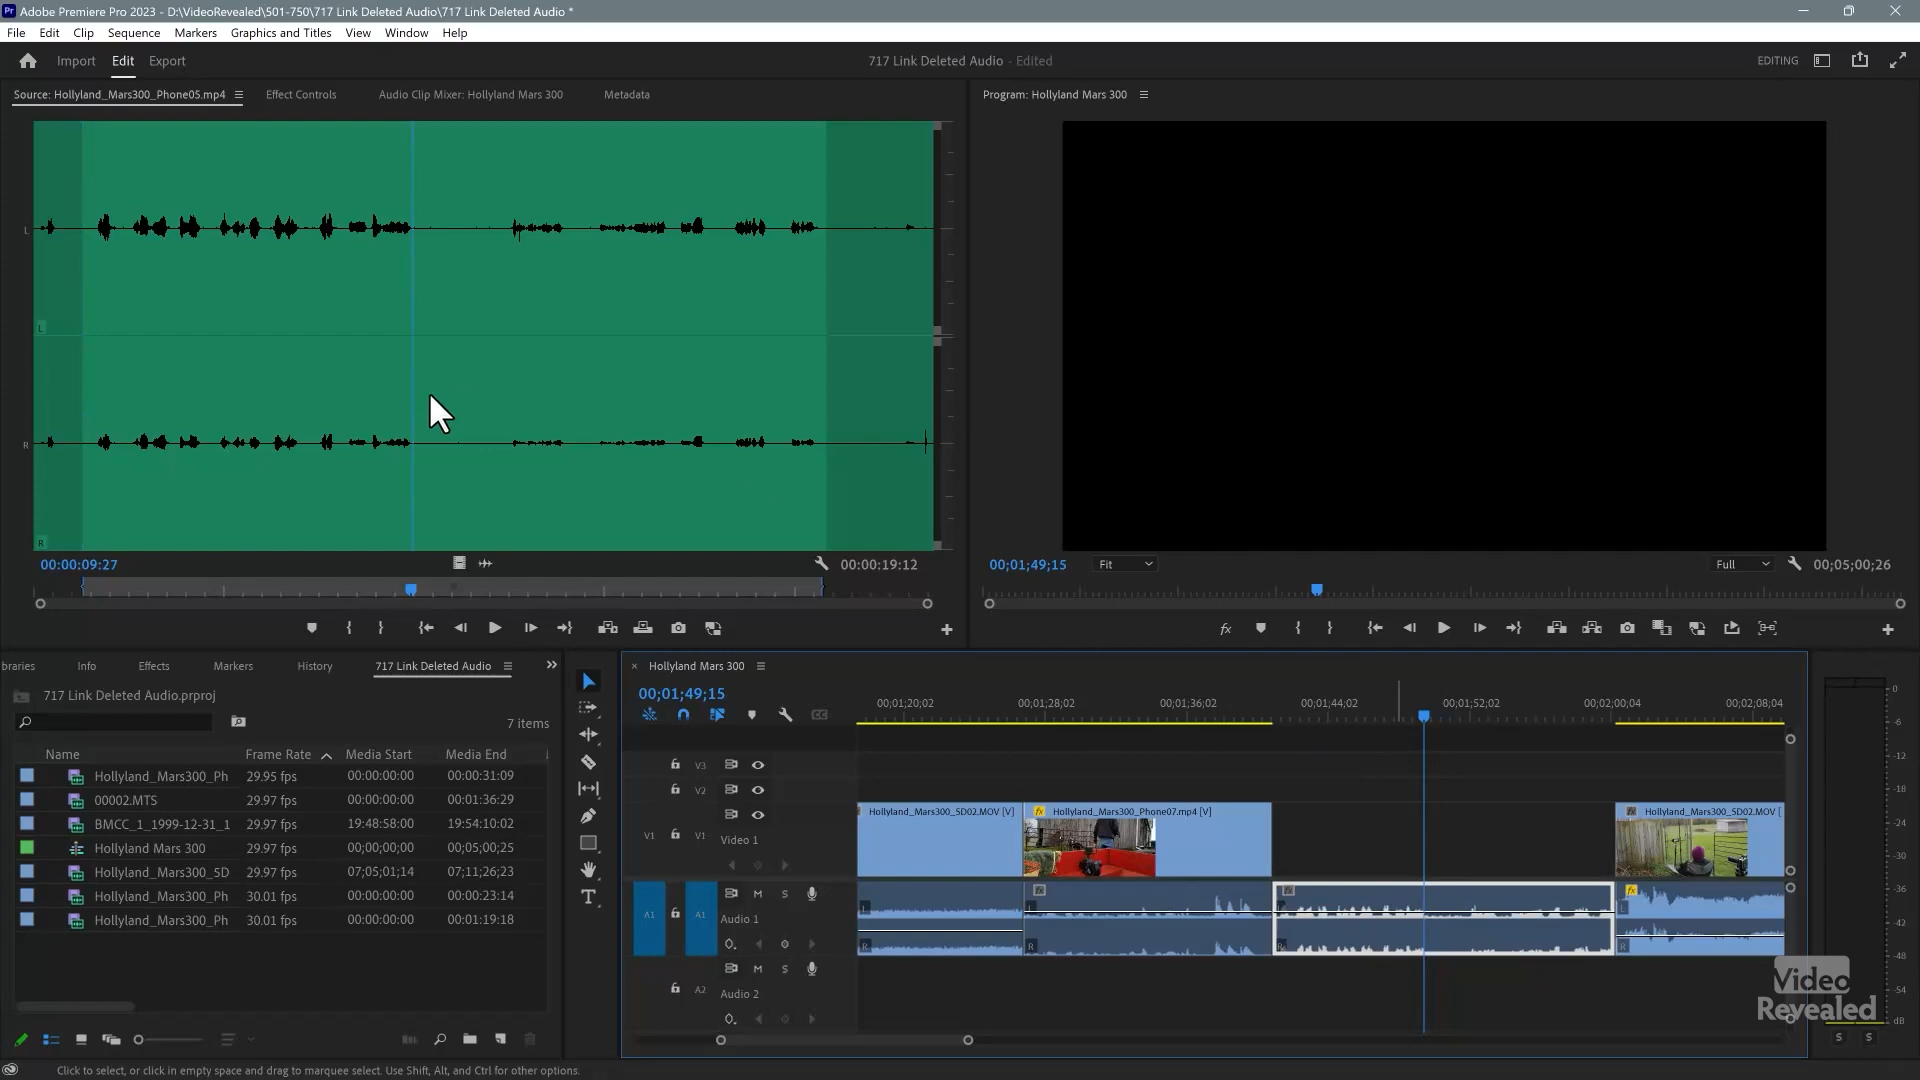 Adobe Premiere Pro 2023 - D:\VideoRevealed\501-750\717 Link Deleted Audio\717 Link Deleted Audio *
File Edit Clip Sequence Markers Graphics and Titles View Window Help
Import Edit Export
717 Link Deleted Audio - Edited
EDITING
Source: Hollyland_Mars300_Phone05.mp4
Effect Controls
Audio Clip Mixer: Hollyland Mars 300
Metadata
Program: Hollyland Mars 300
L
L
R
R
00:00:09:27
00:00:19:12
00;01;49;15
Fit
Full
00;05;00;26
fx
braries Info Effects Markers History 717 Link Deleted Audio
717 Link Deleted Audio.prproj
7 items
Name Frame Rate Media Start Media End
Hollyland_Mars300_Ph 29.95 fps 00:00:00:00 00:00:31:09
00002.MTS 29.97 fps 00:00:00:00 00:01:36:29
BMCC_1_1999-12-31_1 29.97 fps 19:48:58:00 19:54:10:02
Hollyland Mars 300 29.97 fps 00;00;00;00 00;05;00;25
Hollyland_Mars300_SD 29.97 fps 07;05;01;14 07;11;26;23
Hollyland_Mars300_Ph 30.01 fps 00:00:00:00 00:00:23:14
Hollyland_Mars300_Ph 30.01 fps 00:00:00:00 00:01:19:18
T
Hollyland Mars 300
00;01;49;15
CC
00;01;20;02 00;01;28;02 00;01;36;02 00;01;44;02 00;01;52;02 00;02;00;04 00;02;08;04
V3
V2
V1 V1 Video 1
Hollyland_Mars300_SD02.MOV [V]
fx Hollyland_Mars300_Phone07.mp4 [V]
fx Hollyland_Mars300_SD02.MOV [
A1 A1 M S
Audio 1
L fx L fx fx L
R R R R
M S
A2 Audio 2
0
-6
-12
-18
-24
-30
-36
-42
-48
-54
dB
S S
Video
Revealed
Click to select, or click in empty space and drag to marquee select. Use Shift, Alt, and Ctrl for other options.